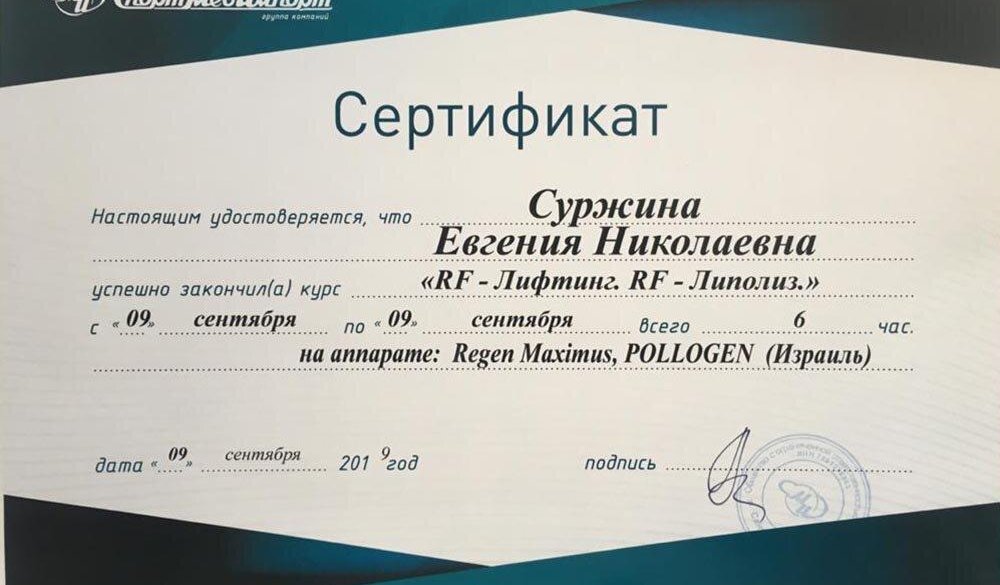 СпортМедИмпорт
группа компаний
Сертификат
Настоящим удостоверяется, что Суржина
Евгения Николаевна
успешно закончил(а) курс «RF - Лифтинг. RF - Липолиз.»
с «09» сентября по «09» сентября всего 6 час.
на аппарате: Regen Maximus, POLLOGEN (Израиль)
дата «09» сентября 2019 год
подпись